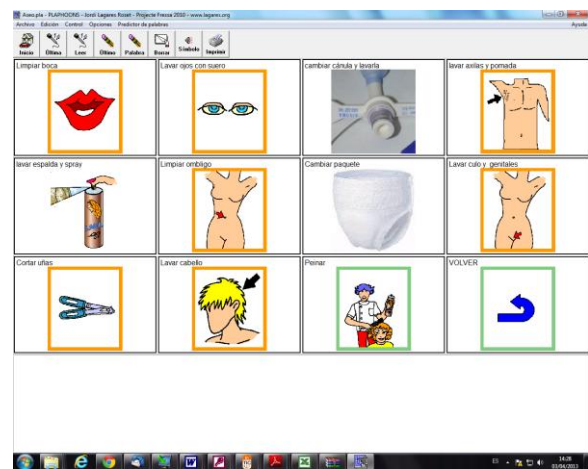 Aseo.pla - PLAPHOONS - Jordi Lagares Roset - Projecte Fressa 2010 - www.lagares.org
Archivo Edición Control Opciones Predictor de palabras Ayuda
Inicio Última Leer Último Palabra Borrar Símbolo Imprimir
Limpiar boca
Lavar ojos con suero
cambiar cánula y lavarla
lavar axilas y pomada
lavar espalda y spray
Limpiar ombligo
Cambiar paquete
Lavar culo y genitales
Cortar uñas
Lavar cabello
Peinar
VOLVER
ES 14:28
03/04/2013